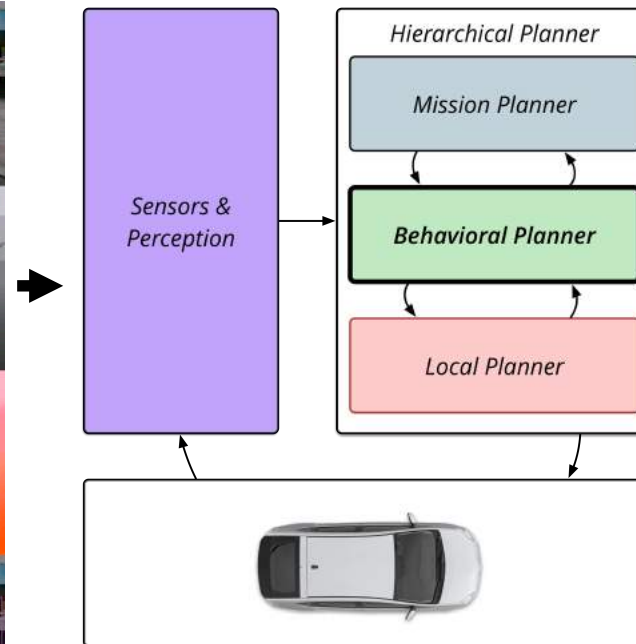 Hierarchical Planner
Mission Planner
Sensors &
Perception
Behavioral Planner
Local Planner